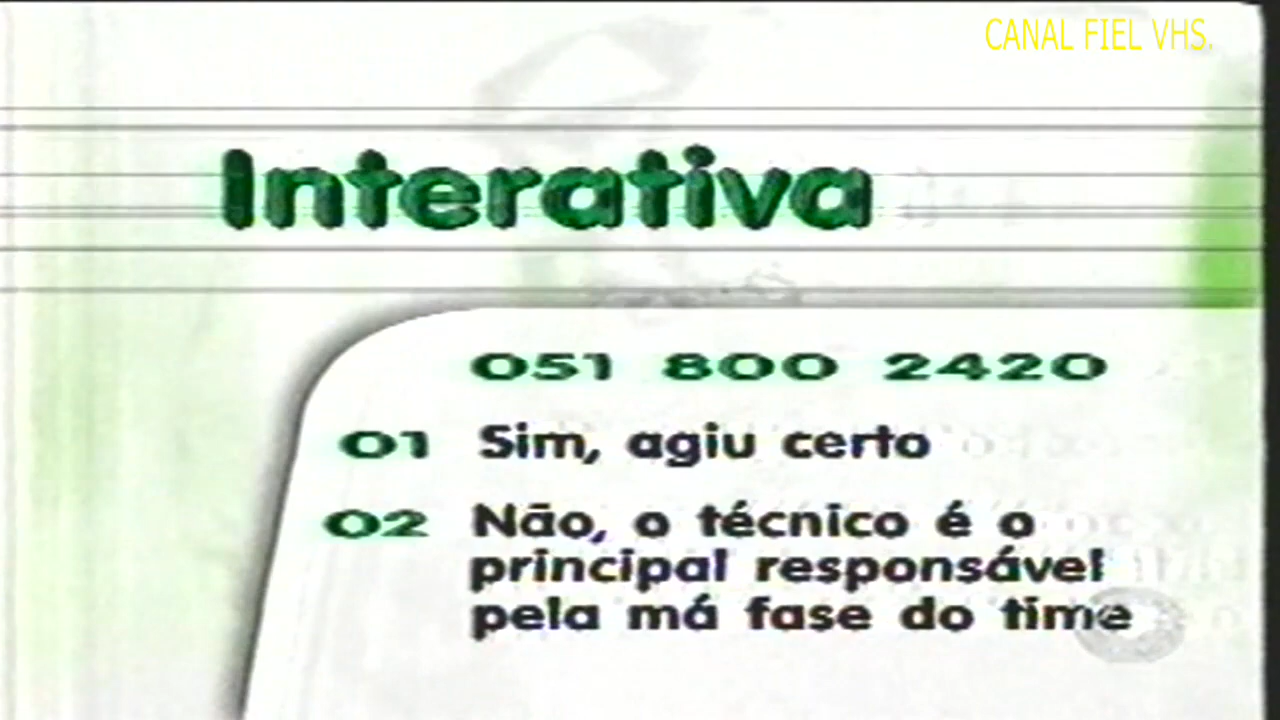 CANAL FIEL VHS.
Interativa
051 800 2420
01 Sim, agiu certo
02 Não, o técnico é o
principal responsável
pela má fase do time